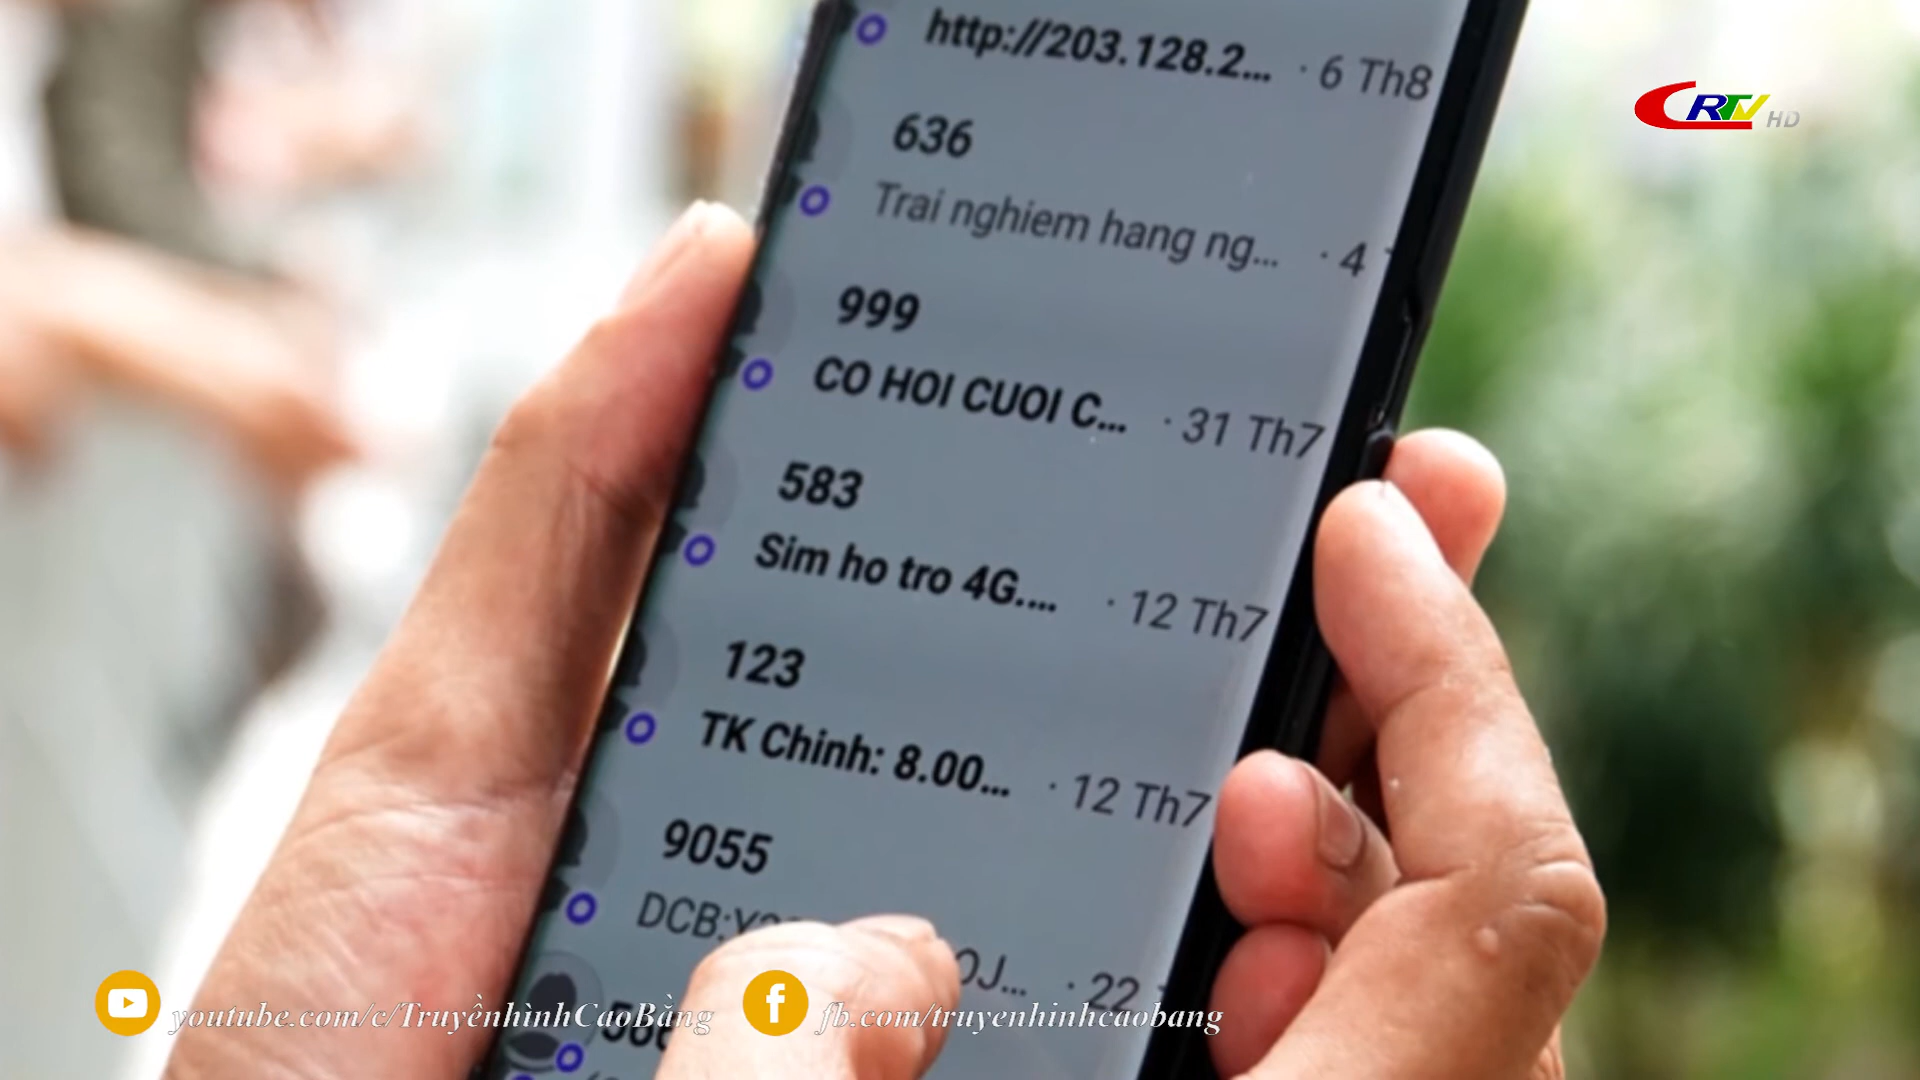 http://203.128.2... · 6 Th8
CRTV HD
636
Trai nghiem hang ng... · 4
999
CO HOI CUOI C... · 31 Th7
583
Sim ho tro 4G.... · 12 Th7
123
TK Chinh: 8.00... · 12 Th7
9055
DCB: OJ... · 22
youtube.com/c/TruyềnhìnhCaoBằng
fb.com/truyenhinhcaobang